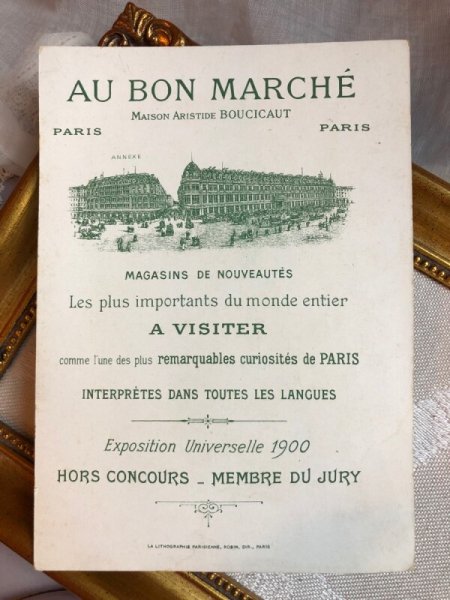 AU BON MARCHÉ
MAISON ARISTIDE BOUCICAUT
PARIS PARIS
ANNEXE
MAGASINS DE NOUVEAUTÉS
Les plus importants du monde entier
A VISITER
comme l'une des plus remarquables curiosités de PARIS
INTERPRÈTES DANS TOUTES LES LANGUES
Exposition Universelle 1900
HORS CONCOURS _ MEMBRE DU JURY
LA LITHOGRAPHIE PARISIENNE, ROBIN, DIR., PARIS